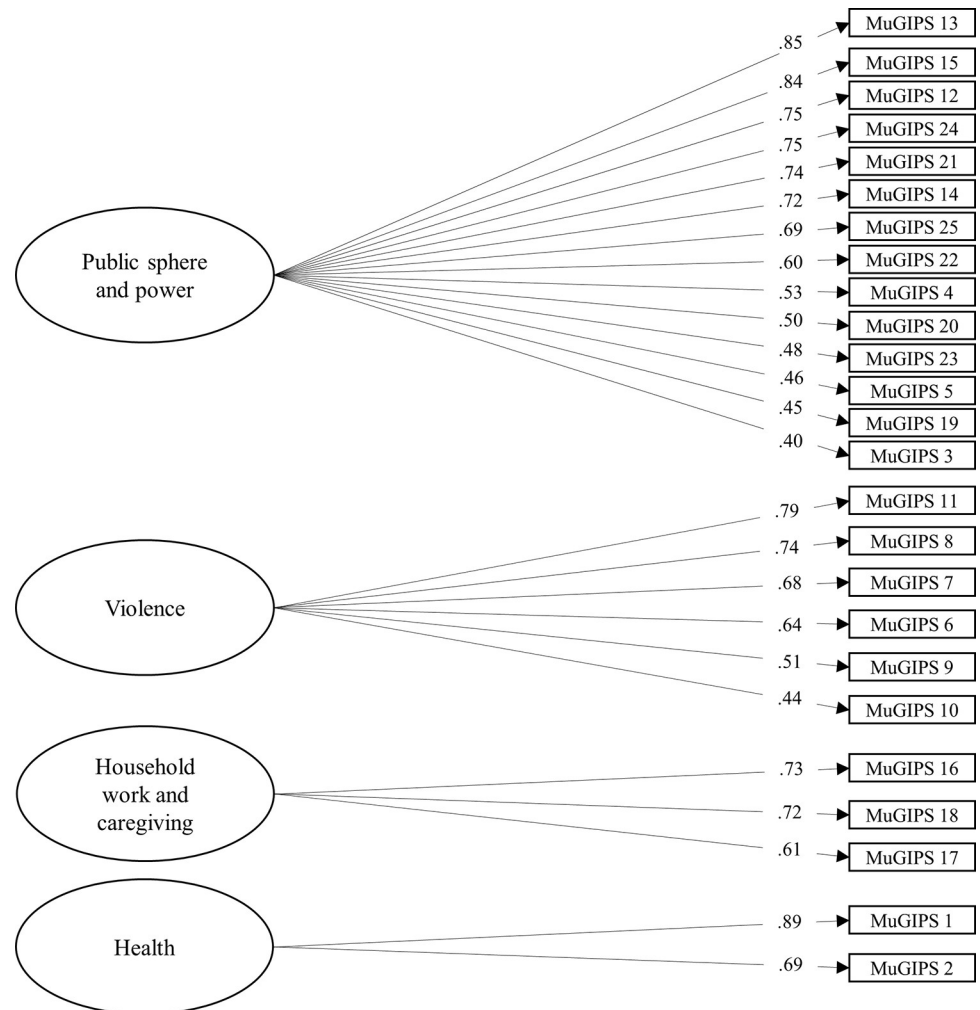 .85
MuGIPS 13
.84
MuGIPS 15
.75
MuGIPS 12
.75
MuGIPS 24
.74
MuGIPS 21
.72
MuGIPS 14
.69
MuGIPS 25
.60
MuGIPS 22
.53
MuGIPS 4
.50
MuGIPS 20
.48
MuGIPS 23
.46
MuGIPS 5
.45
MuGIPS 19
.40
MuGIPS 3
Public sphere
and power
.79
MuGIPS 11
.74
MuGIPS 8
.68
MuGIPS 7
.64
MuGIPS 6
.51
MuGIPS 9
.44
MuGIPS 10
Violence
.73
MuGIPS 16
.72
MuGIPS 18
.61
MuGIPS 17
Household
work and
caregiving
.89
MuGIPS 1
.69
MuGIPS 2
Health